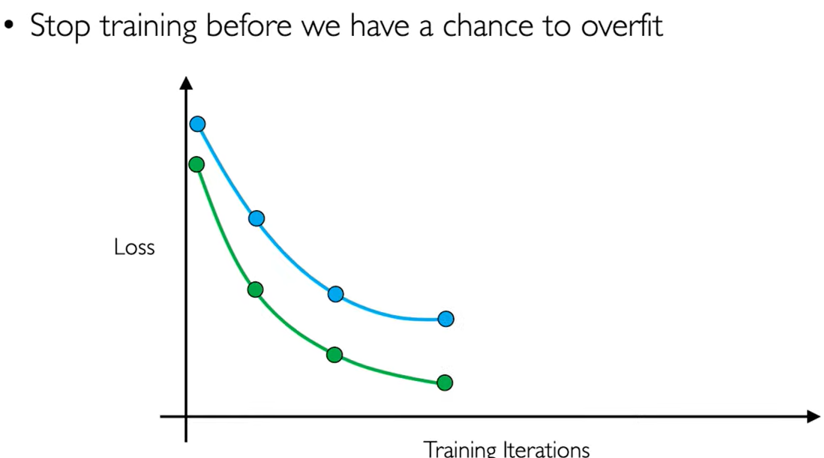 • Stop training before we have a chance to overfit
Loss
Training Iterations